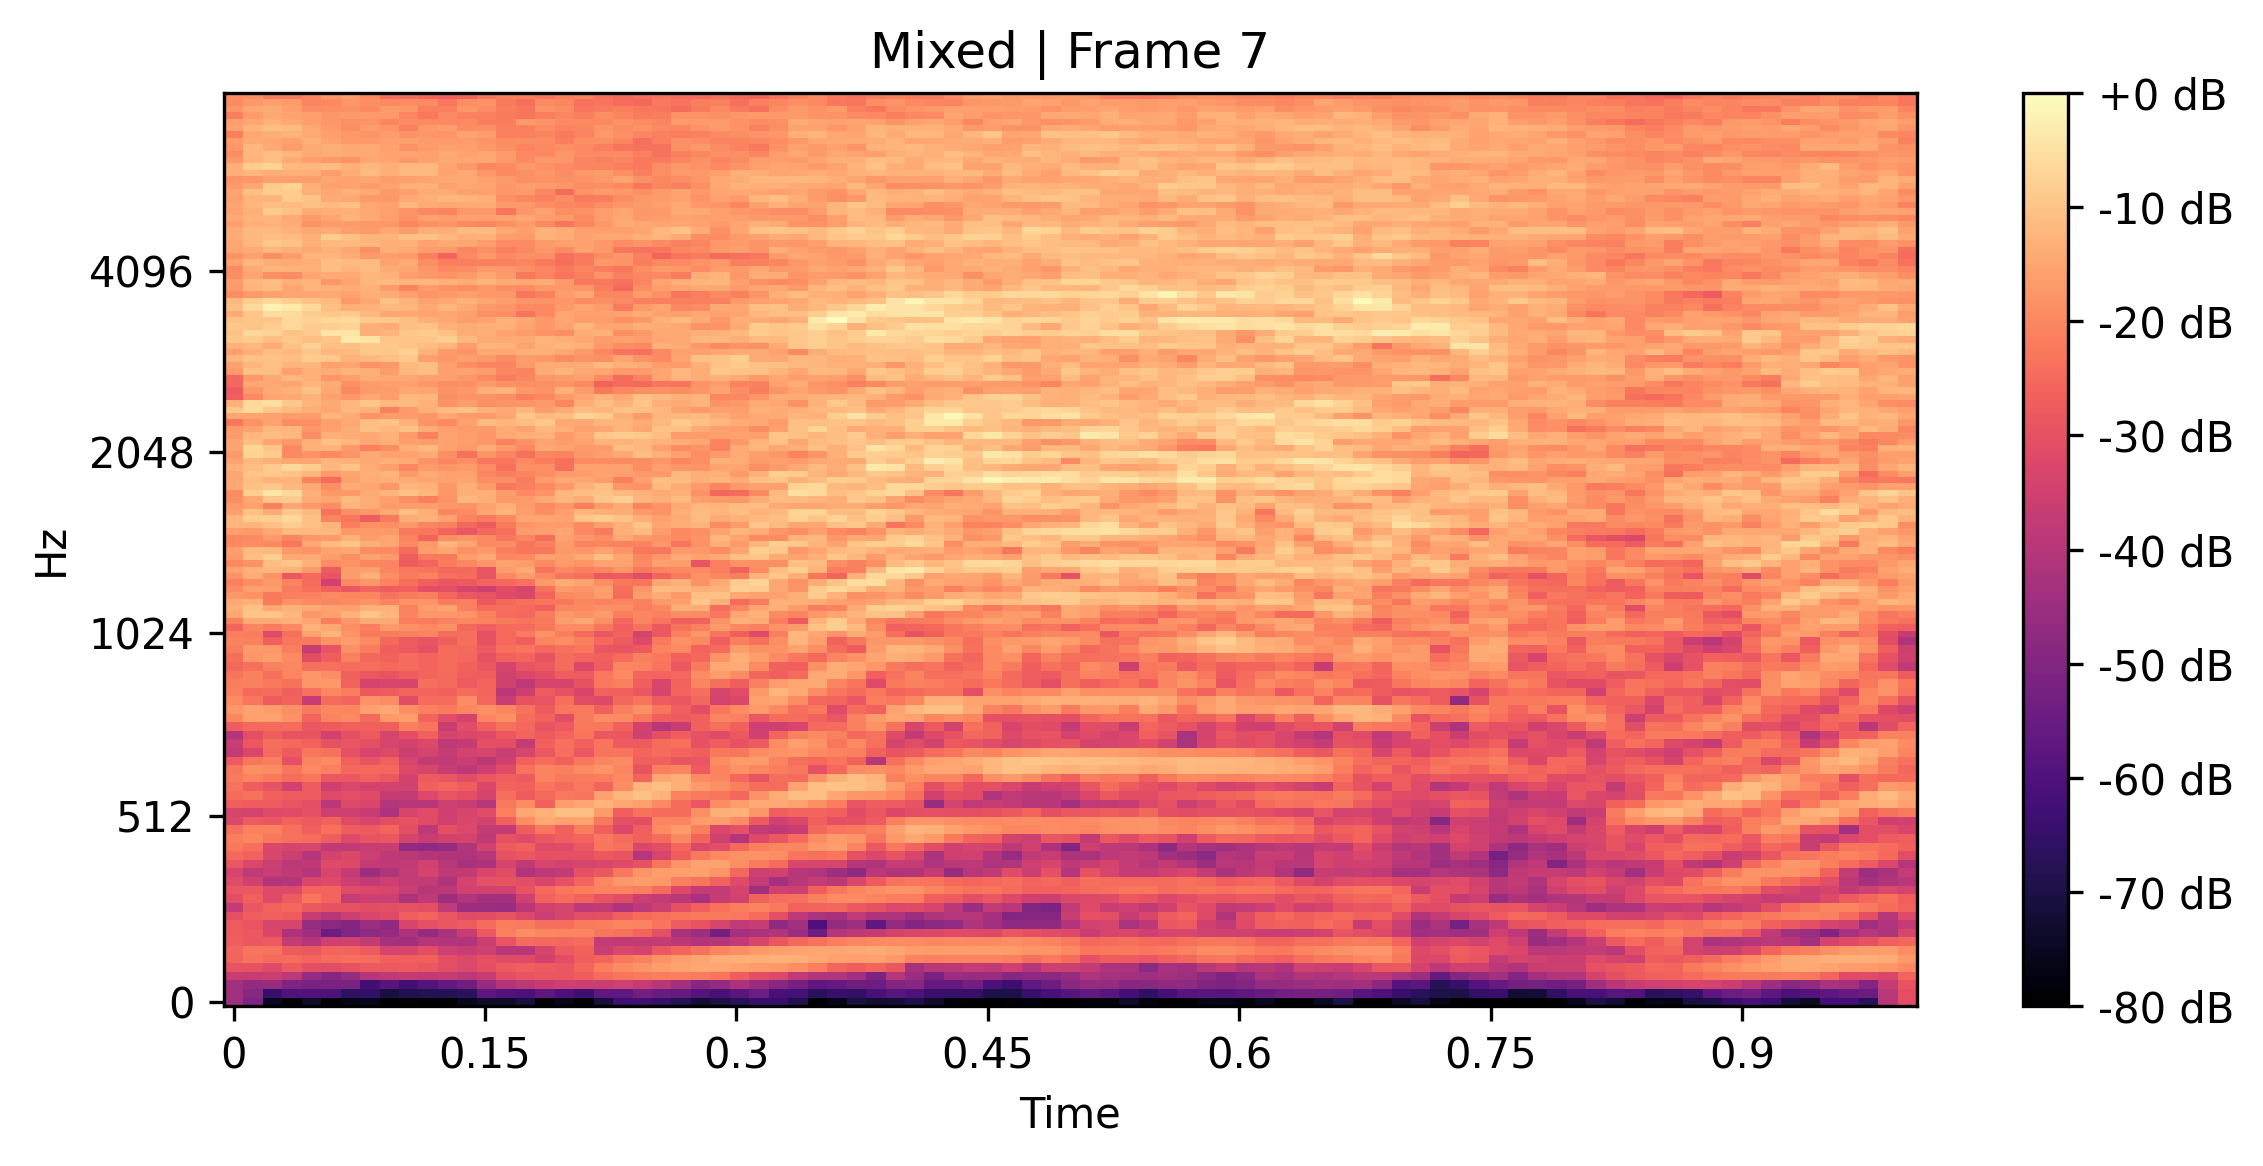 Mixed | Frame 7
Hz
4096
2048
1024
512
0
0 0.15 0.3 0.45 0.6 0.75 0.9
Time
+0 dB
-10 dB
-20 dB
-30 dB
-40 dB
-50 dB
-60 dB
-70 dB
-80 dB